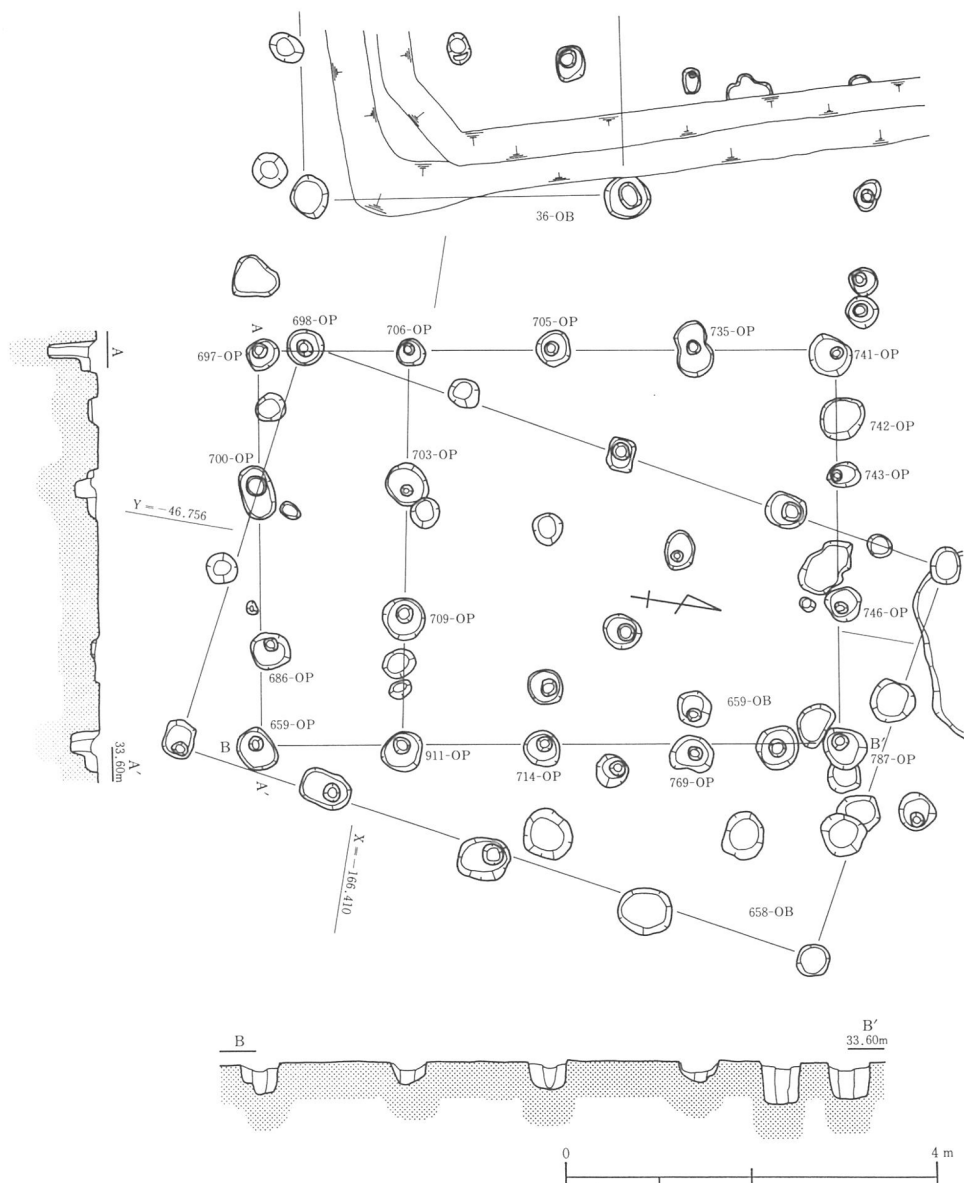 36-OB
A
698-OP
706-OP
705-OP
735-OP
697-OP
741-OP
A
742-OP
700-OP
703-OP
743-OP
Y=-46.756
746-OP
709-OP
686-OP
659-OB
659-OP
B
911-OP
714-OP
769-OP
B′
787-OP
A′
A′
33.60m
X=-166.410
658-OB
B
B′
33.60m
0
4 m